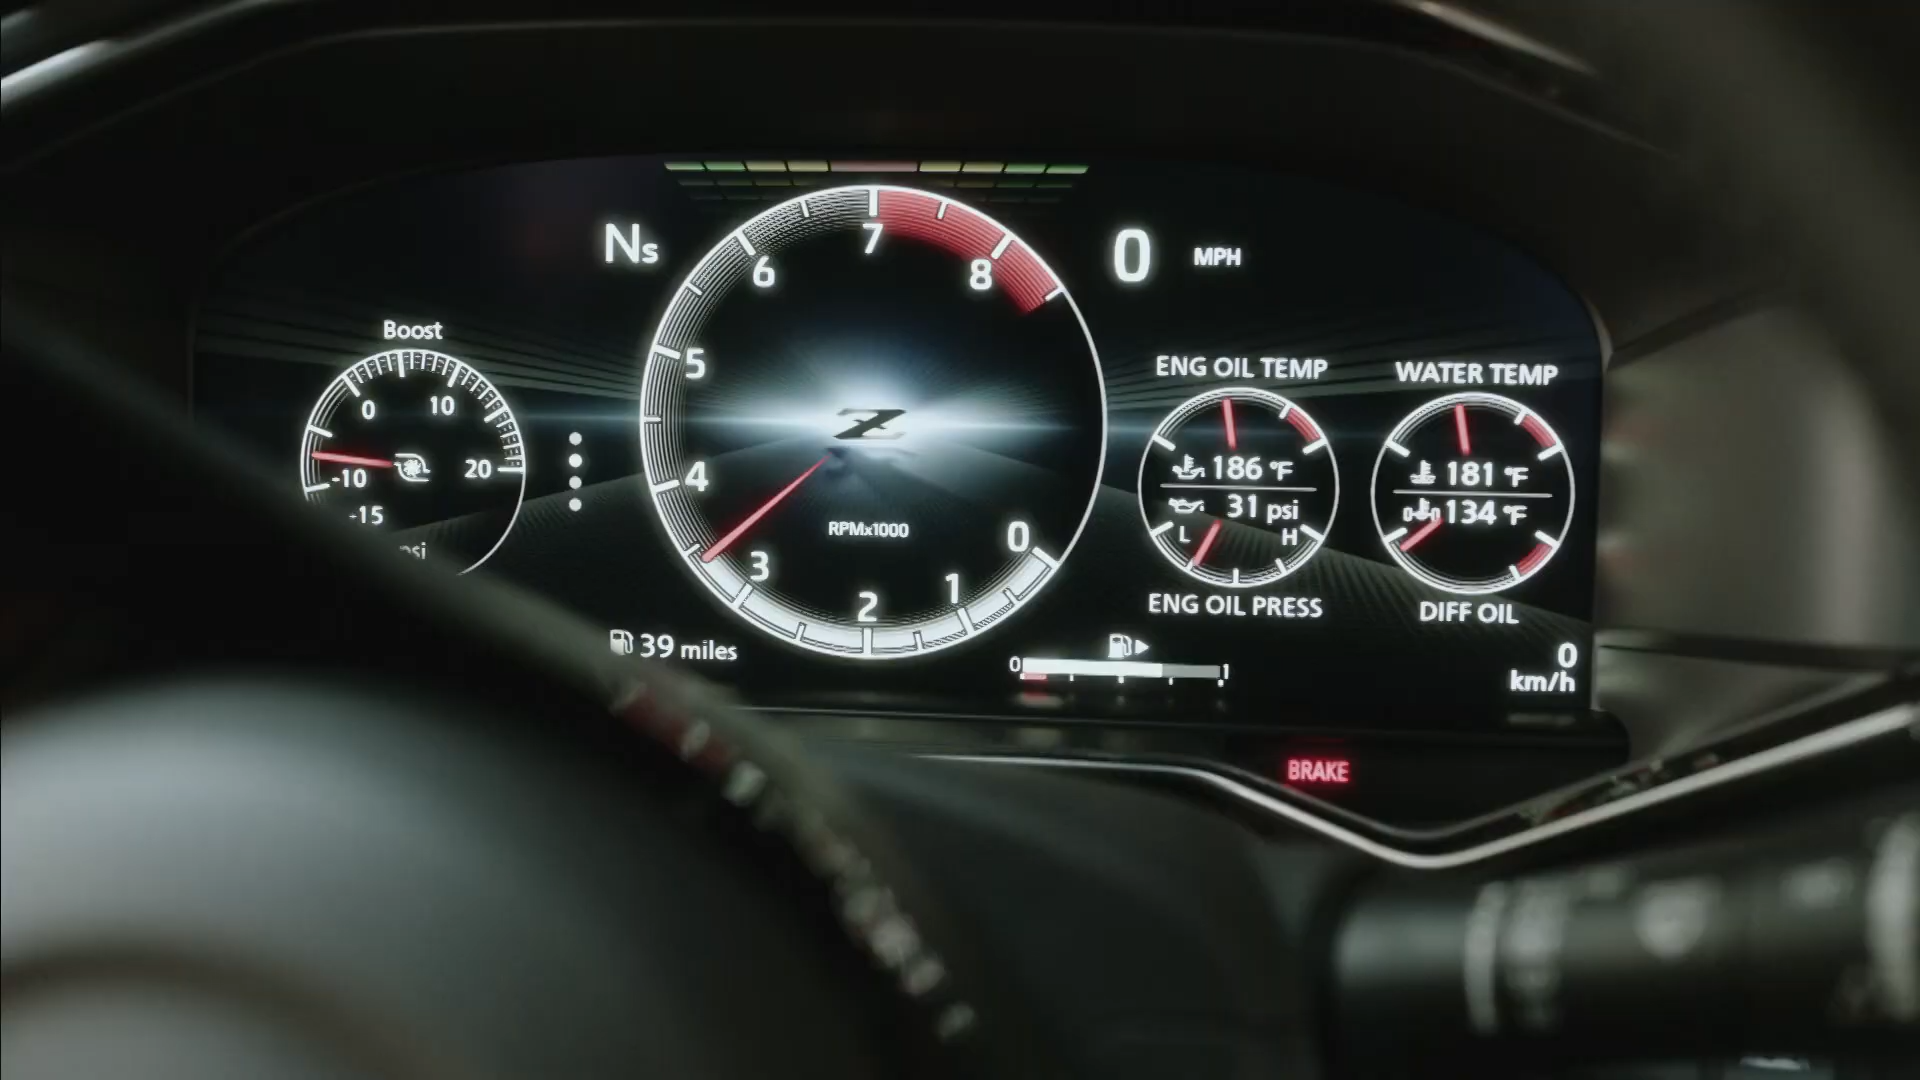 Ns
7
0 MPH
6
8
Boost
5
ENG OIL TEMP
WATER TEMP
0
10
-10
20
4
186 °F
181 °F
-15
31 psi
134 °F
RPMx1000
L
H
0
3
1
2
ENG OIL PRESS
DIFF OIL
39 miles
0
1
0
km/h
BRAKE